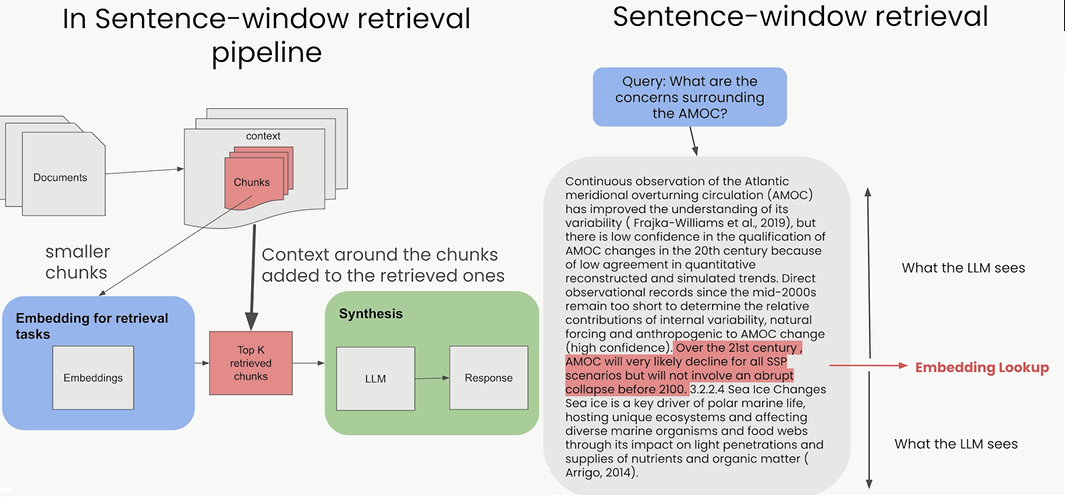 In Sentence-window retrieval
pipeline
context
Chunks
Documents
smaller
chunks
Context around the chunks
added to the retrieved ones
Embedding for retrieval
tasks
Embeddings
Top K
retrieved
chunks
Synthesis
LLM
Response
Sentence-window retrieval
Query: What are the
concerns surrounding
the AMOC?
Continuous observation of the Atlantic
meridional overturning circulation (AMOC)
has improved the understanding of its
variability ( Frajka-Williams et al., 2019), but
there is low confidence in the qualification of
AMOC changes in the 20th century because
of low agreement in quantitative
reconstructed and simulated trends. Direct
observational records since the mid-2000s
remain too short to determine the relative
contributions of internal variability, natural
forcing and anthropogenic to AMOC change
(high confidence). Over the 21st century ,
AMOC will very likely decline for all SSP
scenarios but will not involve an abrupt
collapse before 2100. 3.2.2.4 Sea Ice Changes
Sea ice is a key driver of polar marine life,
hosting unique ecosystems and affecting
diverse marine organisms and food webs
through its impact on light penetrations and
supplies of nutrients and organic matter (
Arrigo, 2014).
What the LLM sees
Embedding Lookup
What the LLM sees